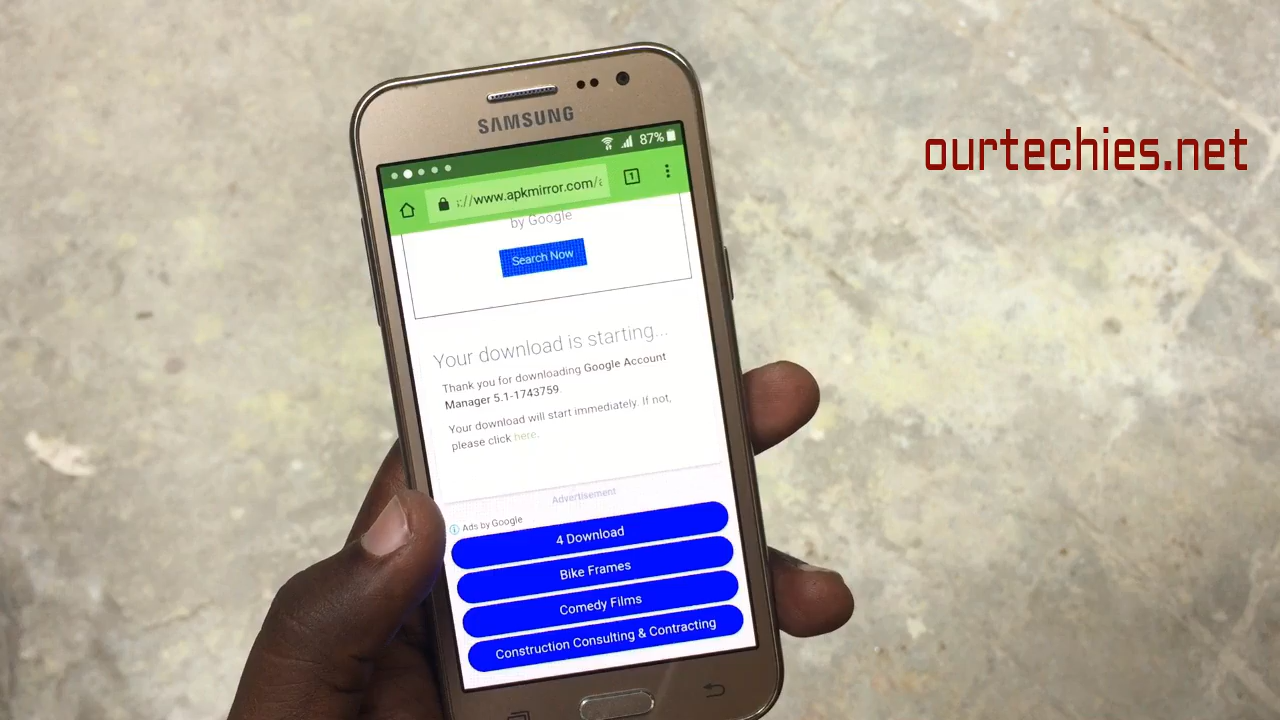 SAMSUNG
87%
://www.apkmirror.com/a
1
by Google
Search Now
Your download is starting...
Thank you for downloading Google Account
Manager 5.1-1743759.
Your download will start immediately. If not,
please click here.
Advertisement
Ads by Google
4 Download
Bike Frames
Comedy Films
Construction Consulting & Contracting
ourtechies.net